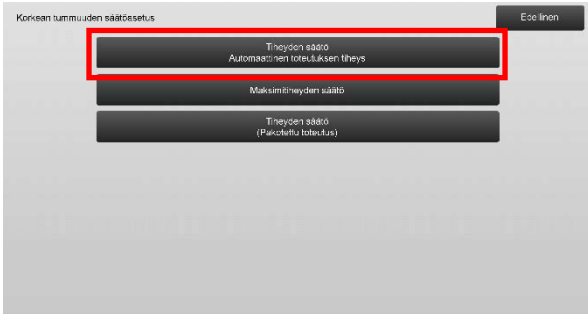 Korkean tummuuden säätöasetus
Edellinen
Tiheyden säätö
Automaattinen toteutuksen tiheys
Maksimitiheyden säätö
Tiheyden säätö
(Pakotettu toteutus)